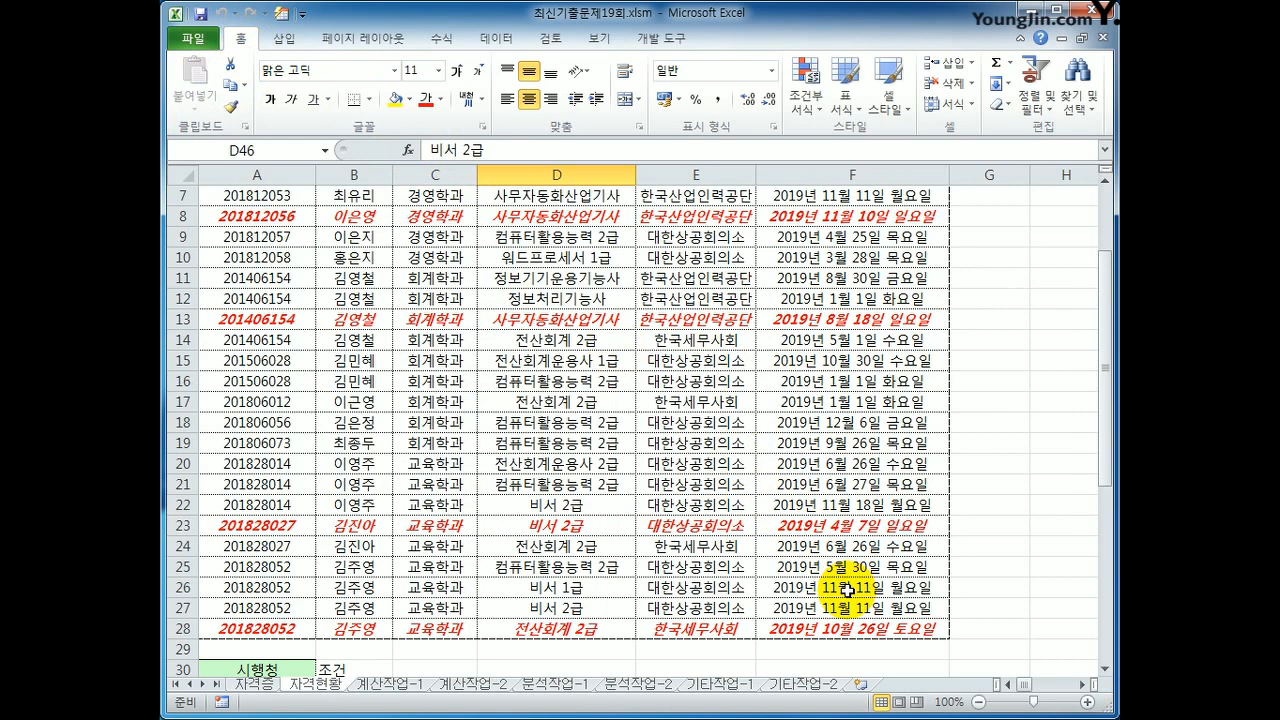 최신기출문제19회.xlsm - Microsoft Excel
YoungJin.com Y.
파일 홈 삽입 페이지 레이아웃 수식 데이터 검토 보기 개발 도구
맑은 고딕 11 일반
붙여넣기
가 가 가 가 내천
조건부 서식 표 서식 셀 스타일
삽입 삭제 서식
정렬 및 필터 찾기 및 선택
클립보드 글꼴 맞춤 표시 형식 스타일 셀 편집
D46 fx 비서 2급
A B C D E F G H
7 201812053 최유리 경영학과 사무자동화산업기사 한국산업인력공단 2019년 11월 11일 월요일
8 201812056 이은영 경영학과 사무자동화산업기사 한국산업인력공단 2019년 11월 10일 일요일
9 201812057 이은지 경영학과 컴퓨터활용능력 2급 대한상공회의소 2019년 4월 25일 목요일
10 201812058 홍은지 경영학과 워드프로세서 1급 대한상공회의소 2019년 3월 28일 목요일
11 201406154 김영철 회계학과 정보기기운용기능사 한국산업인력공단 2019년 8월 30일 금요일
12 201406154 김영철 회계학과 정보처리기능사 한국산업인력공단 2019년 1월 1일 화요일
13 201406154 김영철 회계학과 사무자동화산업기사 한국산업인력공단 2019년 8월 18일 일요일
14 201406154 김영철 회계학과 전산회계 2급 한국세무사회 2019년 5월 1일 수요일
15 201506028 김민혜 회계학과 전산회계운용사 1급 대한상공회의소 2019년 10월 30일 수요일
16 201506028 김민혜 회계학과 컴퓨터활용능력 2급 대한상공회의소 2019년 1월 1일 화요일
17 201806012 이근영 회계학과 전산회계 2급 한국세무사회 2019년 1월 1일 화요일
18 201806056 김은정 회계학과 컴퓨터활용능력 2급 대한상공회의소 2019년 12월 6일 금요일
19 201806073 최종두 회계학과 컴퓨터활용능력 2급 대한상공회의소 2019년 9월 26일 목요일
20 201828014 이영주 교육학과 전산회계운용사 2급 대한상공회의소 2019년 6월 26일 수요일
21 201828014 이영주 교육학과 컴퓨터활용능력 2급 대한상공회의소 2019년 6월 27일 목요일
22 201828014 이영주 교육학과 비서 2급 대한상공회의소 2019년 11월 18일 월요일
23 201828027 김진아 교육학과 비서 2급 대한상공회의소 2019년 4월 7일 일요일
24 201828027 김진아 교육학과 전산회계 2급 한국세무사회 2019년 6월 26일 수요일
25 201828052 김주영 교육학과 컴퓨터활용능력 2급 대한상공회의소 2019년 5월 30일 목요일
26 201828052 김주영 교육학과 비서 1급 대한상공회의소 2019년 11월 11일 월요일
27 201828052 김주영 교육학과 비서 2급 대한상공회의소 2019년 11월 11일 월요일
28 201828052 김주영 교육학과 전산회계 2급 한국세무사회 2019년 10월 26일 토요일
29
30 시행청 조건
자격증 자격현황 계산작업-1 계산작업-2 분석작업-1 분석작업-2 기타작업-1 기타작업-2
준비 100%